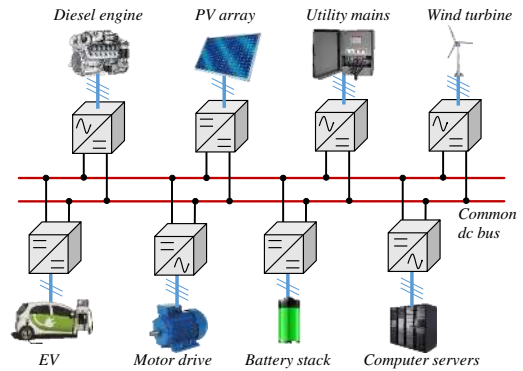 Diesel engine
PV array
Utility mains
Wind turbine
Common
dc bus
EV
Motor drive
Battery stack
Computer servers